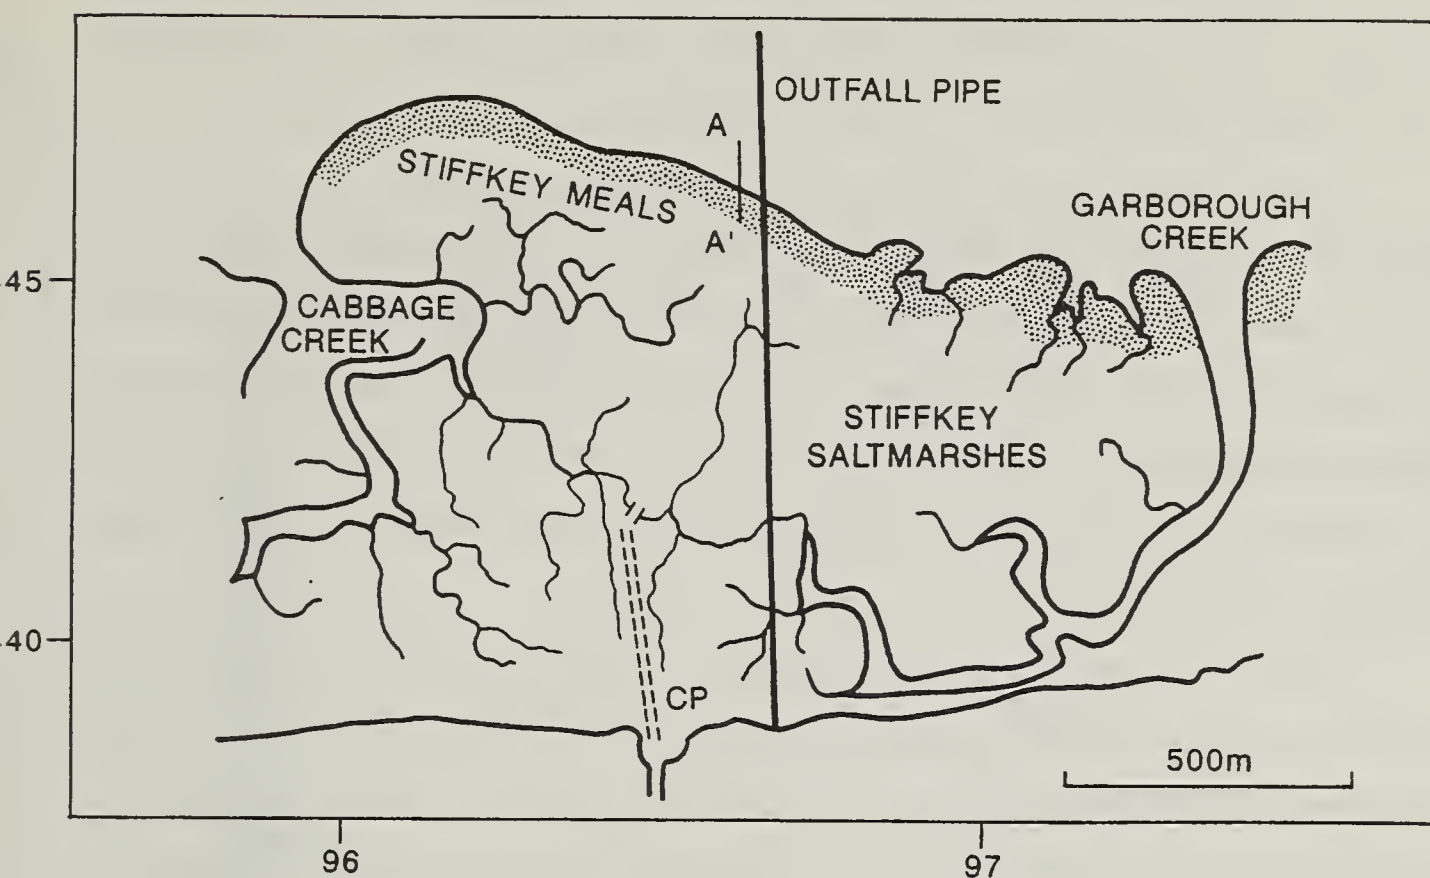 OUTFALL PIPE
A
STIFFKEY MEALS
A'
GARBOROUGH
CREEK
45
CABBAGE
CREEK
STIFFKEY
SALTMARSHES
40
CP
500m
96
97